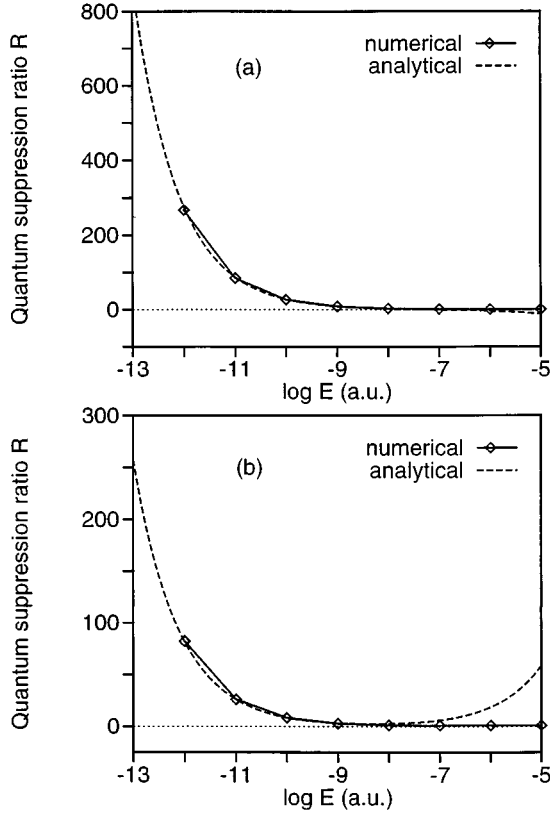 800
600
400
200
0
Quantum suppression ratio R
(a)
numerical
analytical
-13 -11 -9 -7 -5
log E (a.u.)
300
200
100
0
Quantum suppression ratio R
(b)
numerical
analytical
-13 -11 -9 -7 -5
log E (a.u.)